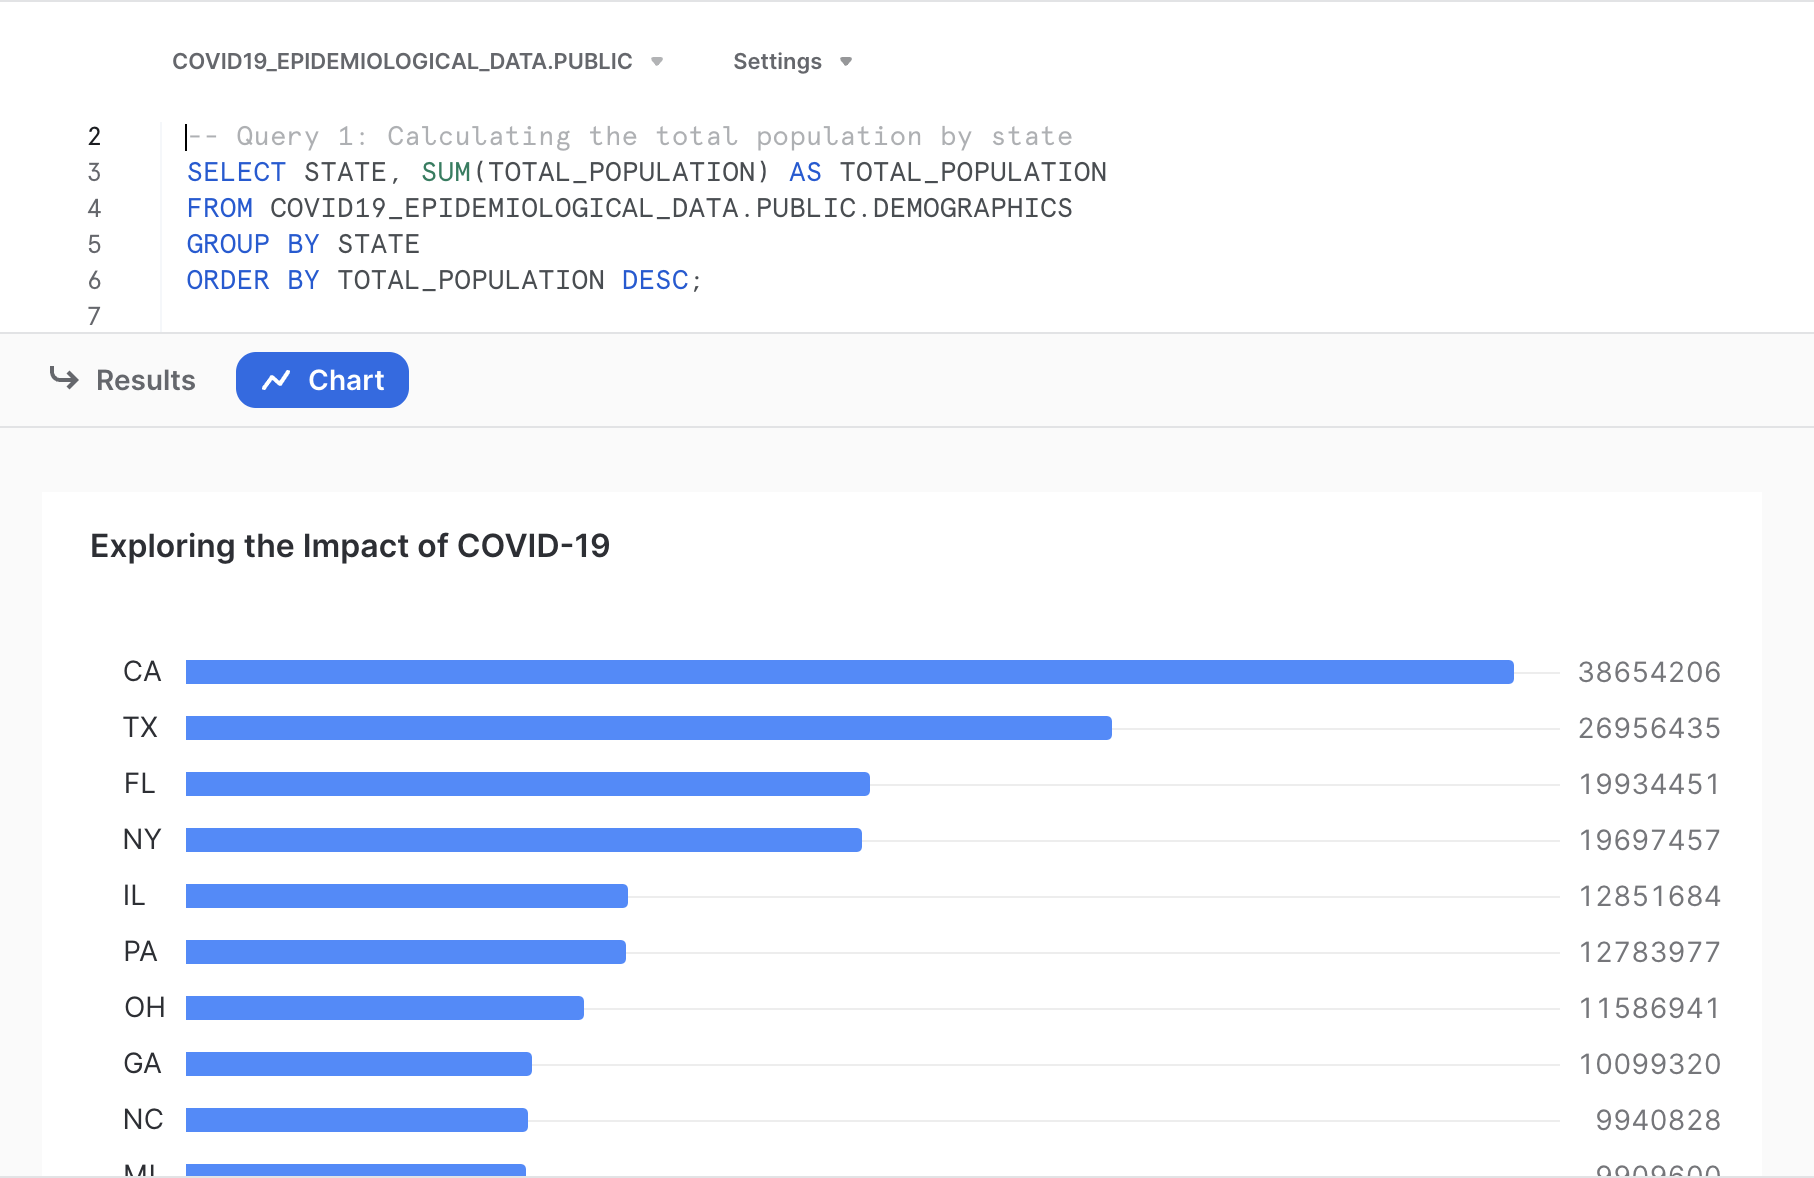 COVID19_EPIDEMIOLOGICAL_DATA.PUBLIC Settings
2 -- Query 1: Calculating the total population by state
3 SELECT STATE, SUM(TOTAL_POPULATION) AS TOTAL_POPULATION
4 FROM COVID19_EPIDEMIOLOGICAL_DATA.PUBLIC.DEMOGRAPHICS
5 GROUP BY STATE
6 ORDER BY TOTAL_POPULATION DESC;
7
Results Chart
Exploring the Impact of COVID-19
CA 38654206
TX 26956435
FL 19934451
NY 19697457
IL 12851684
PA 12783977
OH 11586941
GA 10099320
NC 9940828